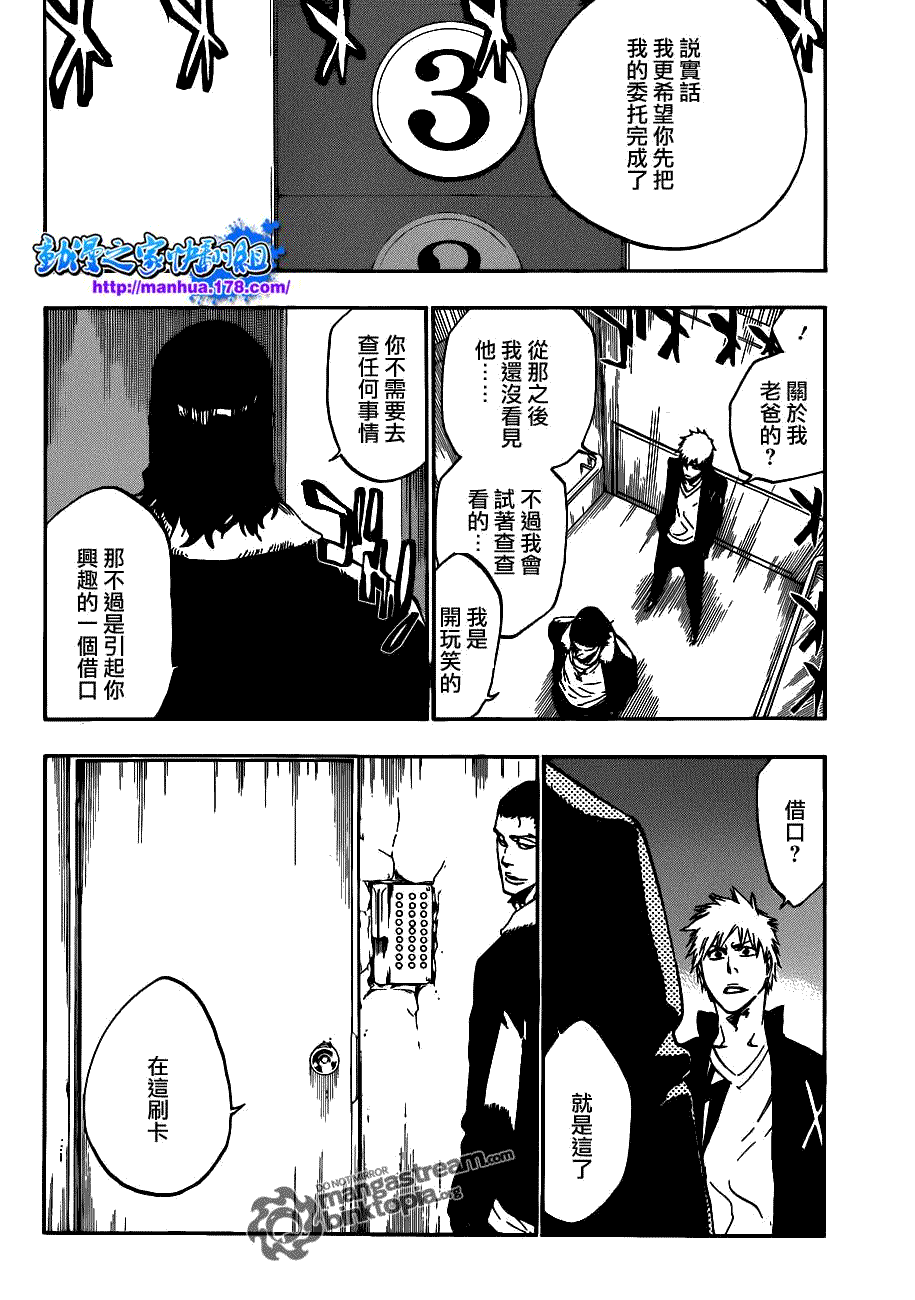 説實話
我更希望你先把
我的委托完成了
3
動漫之家快翻組
http://manhua.178.com/
！
關於我
老爸的？
從那之後
我還沒看見
他……
不過我會
試著查查
看的…
我是
開玩笑的
你不需要去
查任何事情
那不過是引起你
興趣的一個借口
借口？
就是這了
在這刷卡
DO NOT MIRROR
mangastream.com
binktopia.org